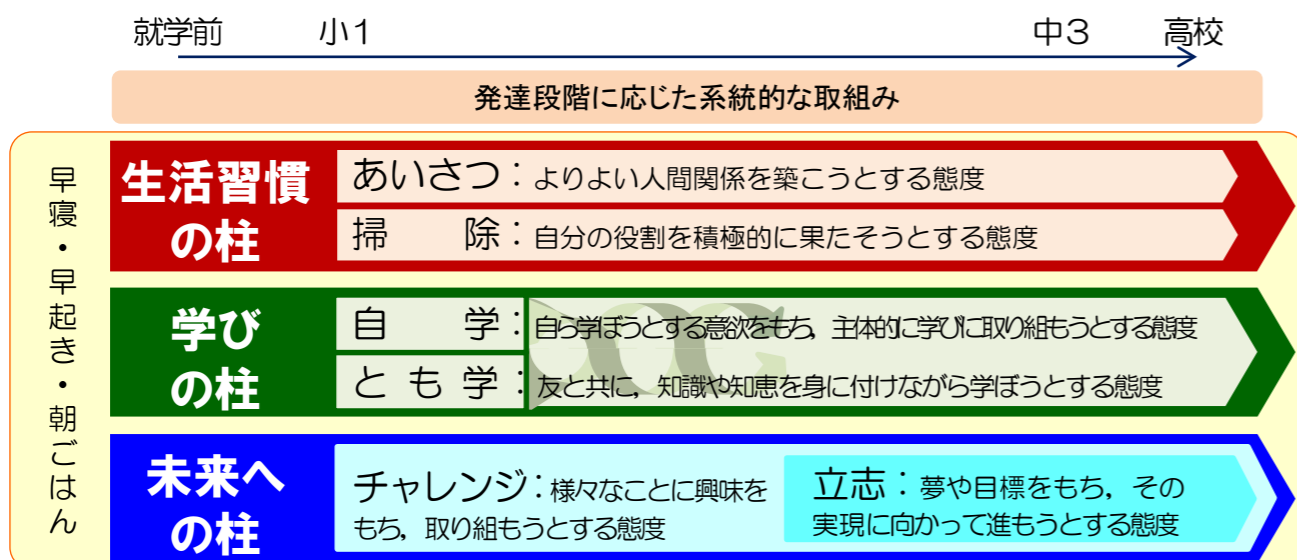 就学前 小1 中3 高校
発達段階に応じた系統的な取組み
早寝・早起き・朝ごはん
生活習慣
の柱
あいさつ：よりよい人間関係を築こうとする態度
掃 除：自分の役割を積極的に果たそうとする態度
学び
の柱
自 学：自ら学ぼうとする意欲をもち，主体的に学びに取り組もうとする態度
と も 学：友と共に，知識や知恵を身に付けながら学ぼうとする態度
未来へ
の柱
チャレンジ：様々なことに興味を
もち，取り組もうとする態度
立志：夢や目標をもち，その
実現に向かって進もうとする態度